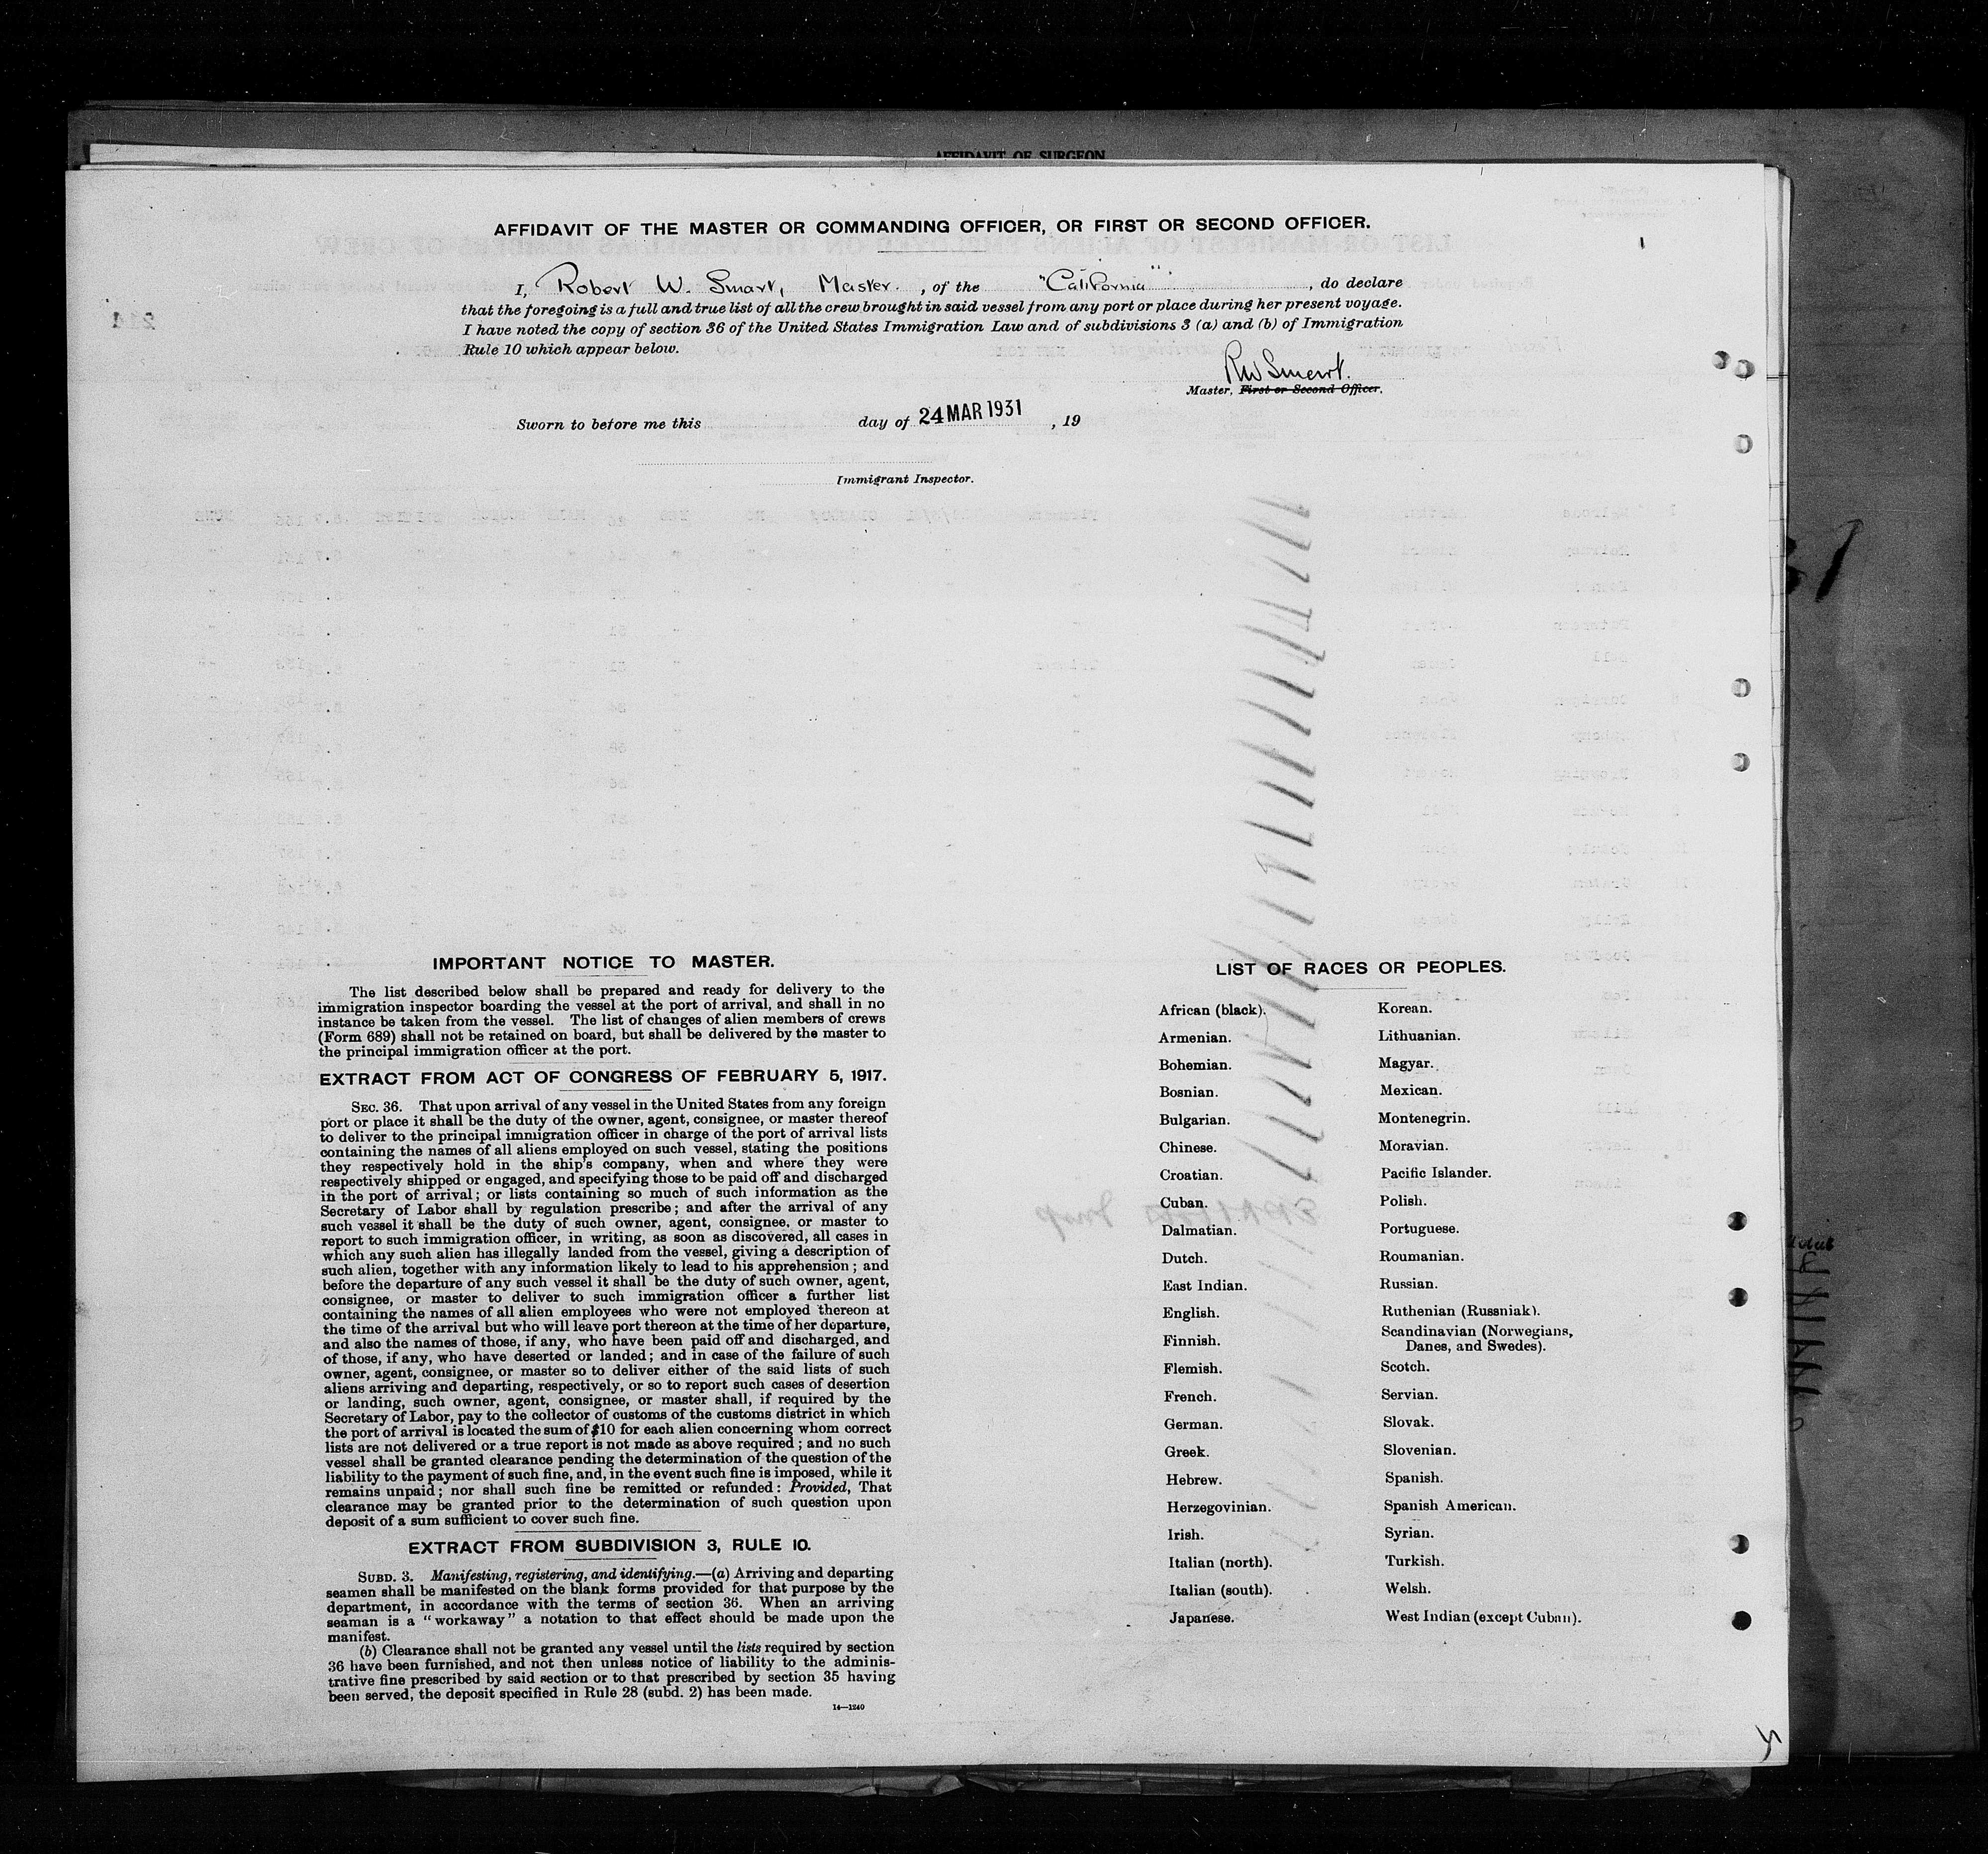 AFFIDAVIT OF SURGEON
AFFIDAVIT OF THE MASTER OR COMMANDING OFFICER, OR FIRST OR SECOND OFFICER.
I, Robert W. Smart, Master. , of the "California" , do declare
that the foregoing is a full and true list of all the crew brought in said vessel from any port or place during her present voyage.
I have noted the copy of section 36 of the United States Immigration Law and of subdivisions 3 (a) and (b) of Immigration
Rule 10 which appear below.
RW Smart.
Master, First or Second Officer.
Sworn to before me this day of 24 MAR 1931 , 19
Immigrant Inspector.
IMPORTANT NOTICE TO MASTER.
The list described below shall be prepared and ready for delivery to the
immigration inspector boarding the vessel at the port of arrival, and shall in no
instance be taken from the vessel. The list of changes of alien members of crews
(Form 689) shall not be retained on board, but shall be delivered by the master to
the principal immigration officer at the port.
EXTRACT FROM ACT OF CONGRESS OF FEBRUARY 5, 1917.
SEC. 36. That upon arrival of any vessel in the United States from any foreign
port or place it shall be the duty of the owner, agent, consignee, or master thereof
to deliver to the principal immigration officer in charge of the port of arrival lists
containing the names of all aliens employed on such vessel, stating the positions
they respectively hold in the ship's company, when and where they were
respectively shipped or engaged, and specifying those to be paid off and discharged
in the port of arrival; or lists containing so much of such information as the
Secretary of Labor shall by regulation prescribe; and after the arrival of any
such vessel it shall be the duty of such owner, agent, consignee, or master to
report to such immigration officer, in writing, as soon as discovered, all cases in
which any such alien has illegally landed from the vessel, giving a description of
such alien, together with any information likely to lead to his apprehension; and
before the departure of any such vessel it shall be the duty of such owner, agent,
consignee, or master to deliver to such immigration officer a further list
containing the names of all alien employees who were not employed thereon at
the time of the arrival but who will leave port thereon at the time of her departure,
and also the names of those, if any, who have been paid off and discharged, and
of those, if any, who have deserted or landed; and in case of the failure of such
owner, agent, consignee, or master so to deliver either of the said lists of such
aliens arriving and departing, respectively, or so to report such cases of desertion
or landing, such owner, agent, consignee, or master shall, if required by the
Secretary of Labor, pay to the collector of customs of the customs district in which
the port of arrival is located the sum of $10 for each alien concerning whom correct
lists are not delivered or a true report is not made as above required; and no such
vessel shall be granted clearance pending the determination of the question of the
liability to the payment of such fine, and, in the event such fine is imposed, while it
remains unpaid; nor shall such fine be remitted or refunded: Provided, That
clearance may be granted prior to the determination of such question upon
deposit of a sum sufficient to cover such fine.
EXTRACT FROM SUBDIVISION 3, RULE 10.
SUBD. 3. Manifesting, registering, and identifying.—(a) Arriving and departing
seamen shall be manifested on the blank forms provided for that purpose by the
department, in accordance with the terms of section 36. When an arriving
seaman is a "workaway" a notation to that effect should be made upon the
manifest.
(b) Clearance shall not be granted any vessel until the lists required by section
36 have been furnished, and not then unless notice of liability to the adminis-
trative fine prescribed by said section or to that prescribed by section 35 having
been served, the deposit specified in Rule 28 (subd. 2) has been made.
14—1240
LIST OF RACES OR PEOPLES.
African (black).
Armenian.
Bohemian.
Bosnian.
Bulgarian.
Chinese.
Croatian.
Cuban.
Dalmatian.
Dutch.
East Indian.
English.
Finnish.
Flemish.
French.
German.
Greek.
Hebrew.
Herzegovinian.
Irish.
Italian (north).
Italian (south).
Japanese.
Korean.
Lithuanian.
Magyar.
Mexican.
Montenegrin.
Moravian.
Pacific Islander.
Polish.
Portuguese.
Roumanian.
Russian.
Ruthenian (Russniak).
Scandinavian (Norwegians,
Danes, and Swedes).
Scotch.
Servian.
Slovak.
Slovenian.
Spanish.
Spanish American.
Syrian.
Turkish.
Welsh.
West Indian (except Cuban).